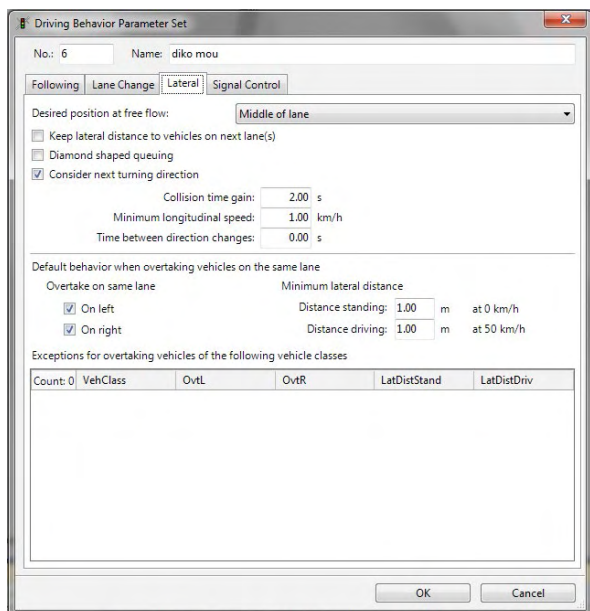 Driving Behavior Parameter Set
No.: 6 Name: diko mou
Following Lane Change Lateral Signal Control
Desired position at free flow: Middle of lane
Keep lateral distance to vehicles on next lane(s)
Diamond shaped queuing
Consider next turning direction
Collision time gain: 2.00 s
Minimum longitudinal speed: 1.00 km/h
Time between direction changes: 0.00 s
Default behavior when overtaking vehicles on the same lane
Overtake on same lane Minimum lateral distance
On left Distance standing: 1.00 m at 0 km/h
On right Distance driving: 1.00 m at 50 km/h
Exceptions for overtaking vehicles of the following vehicle classes
Count: 0 VehClass OvtL OvtR LatDistStand LatDistDriv
OK Cancel